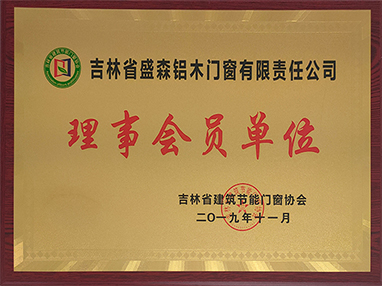 吉林省盛森铝木门窗有限责任公司
理事会员单位
吉林省建筑节能门窗协会
二〇一九年十一月